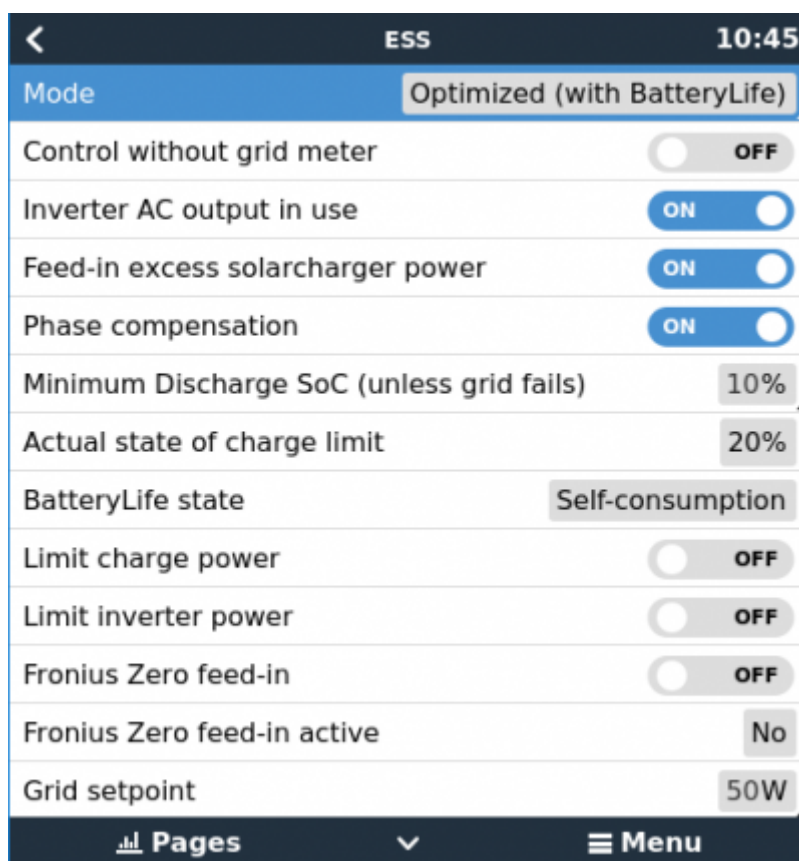 ESS 10:45
Mode Optimized (with BatteryLife)
Control without grid meter OFF
Inverter AC output in use ON
Feed-in excess solarcharger power ON
Phase compensation ON
Minimum Discharge SoC (unless grid fails) 10%
Actual state of charge limit 20%
BatteryLife state Self-consumption
Limit charge power OFF
Limit inverter power OFF
Fronius Zero feed-in OFF
Fronius Zero feed-in active No
Grid setpoint 50W
Pages Menu